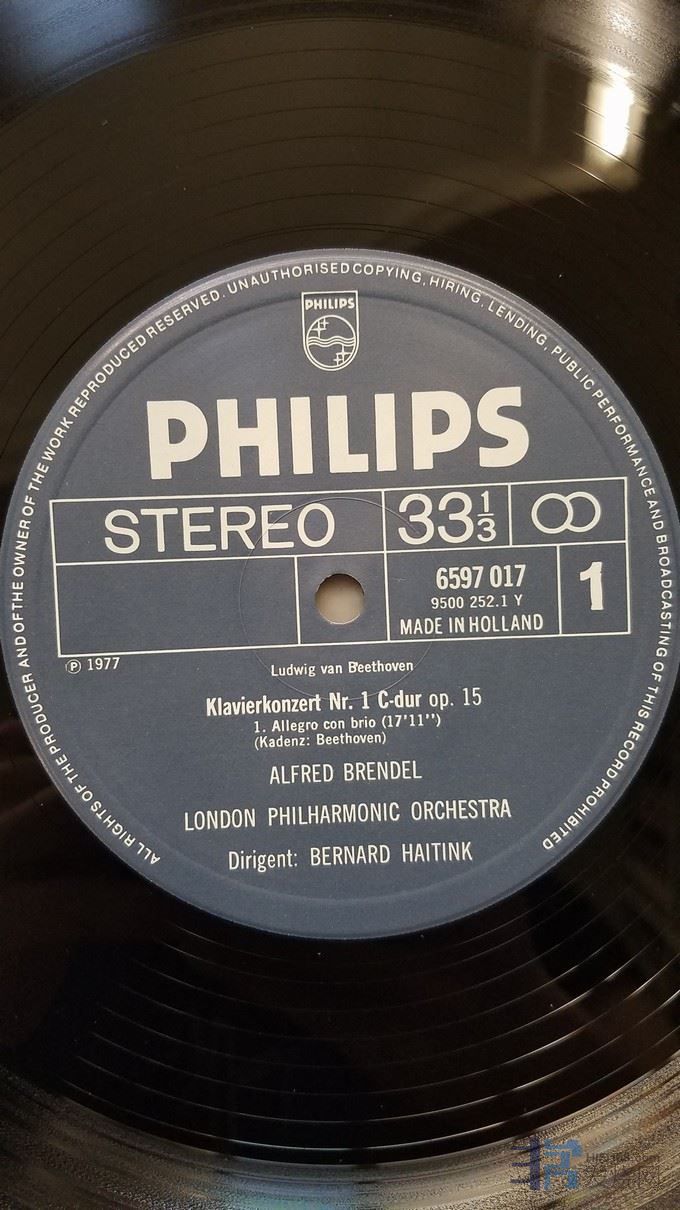 ALL RIGHTS OF THE PRODUCER AND OF THE OWNER OF THE WORK REPRODUCED RESERVED. UNAUTHORISED COPYING, HIRING, LENDING, PUBLIC PERFORMANCE AND BROADCASTING OF THIS RECORD PROHIBITED
PHILIPS
PHILIPS
STEREO 33⅓
6597 017 1
9500 252.1 Y
MADE IN HOLLAND
Ⓟ 1977
Ludwig van Beethoven
Klavierkonzert Nr. 1 C-dur op. 15
1. Allegro con brio (17'11'')
(Kadenz: Beethoven)
ALFRED BRENDEL
LONDON PHILHARMONIC ORCHESTRA
Dirigent: BERNARD HAITINK